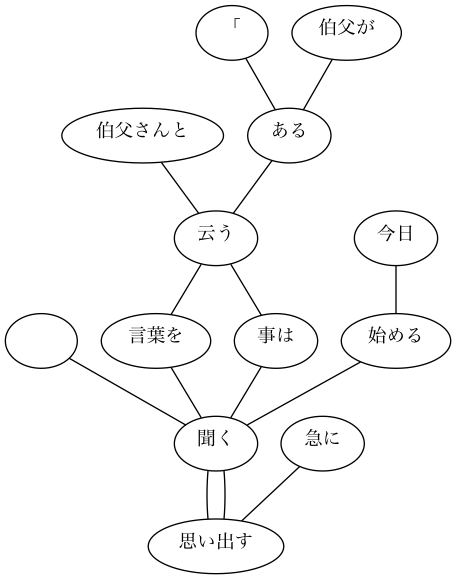 「
伯父が
伯父さんと
ある
云う
今日
言葉を
事は
始める
聞く
急に
思い出す